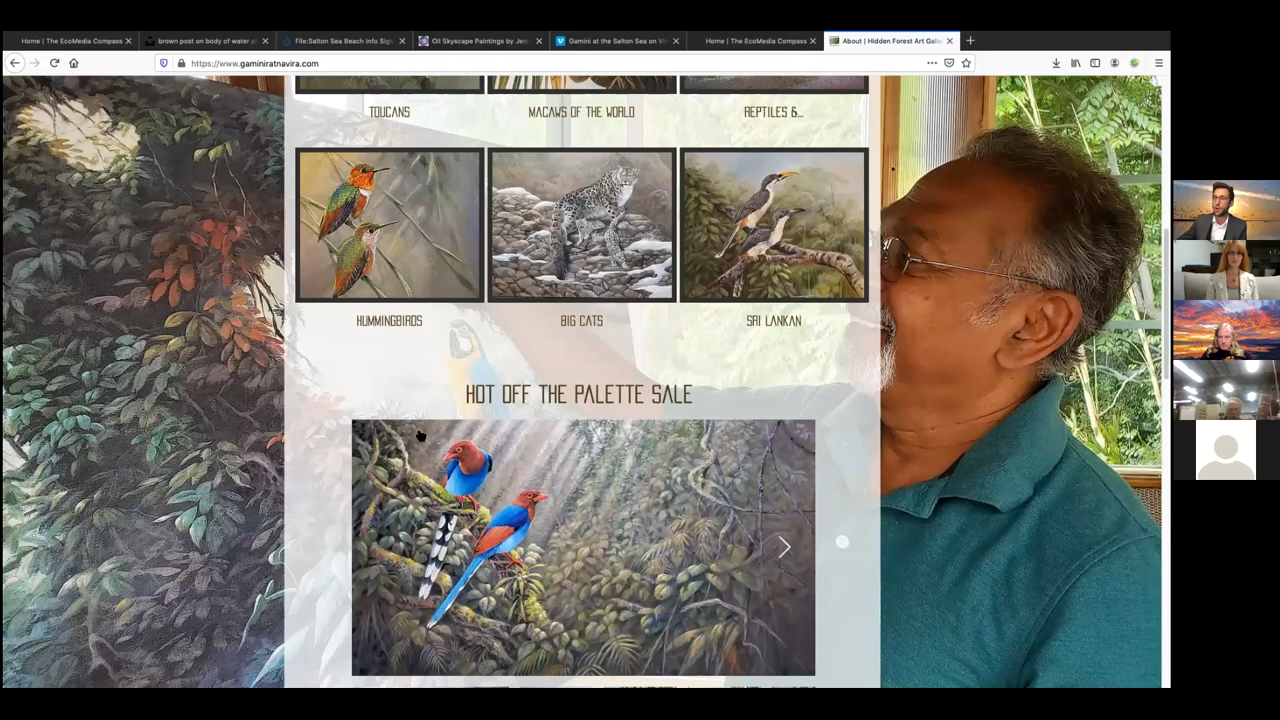 Home | The EcoMedia Compass
brown post on body of water p
File:Salton Sea Beach Info Sign
Oil Skyscape Paintings by Jen
Gamini at the Salton Sea on Vi
Home | The EcoMedia Compass
About | Hidden Forest Art Galle
https://www.gaminiratnavira.com
TOUCANS
MACAWS OF THE WORLD
REPTILES &...
HUMMINGBIRDS
BIG CATS
SRI LANKAN
HOT OFF THE PALETTE SALE